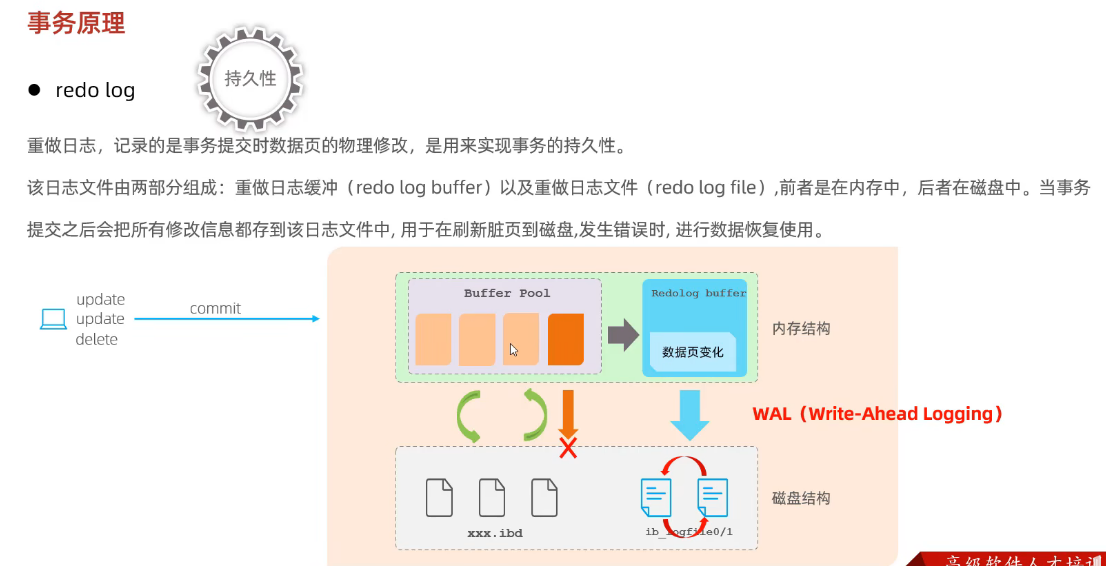 事务原理
持久性
● redo log
重做日志，记录的是事务提交时数据页的物理修改，是用来实现事务的持久性。
该日志文件由两部分组成：重做日志缓冲（redo log buffer）以及重做日志文件（redo log file）,前者是在内存中，后者在磁盘中。当事务
提交之后会把所有修改信息都存到该日志文件中, 用于在刷新脏页到磁盘,发生错误时, 进行数据恢复使用。
update
update
delete
commit
Buffer Pool
Redolog buffer
数据页变化
内存结构
WAL（Write-Ahead Logging）
xxx.ibd
ib_logfile0/1
磁盘结构
高级软件人才培训